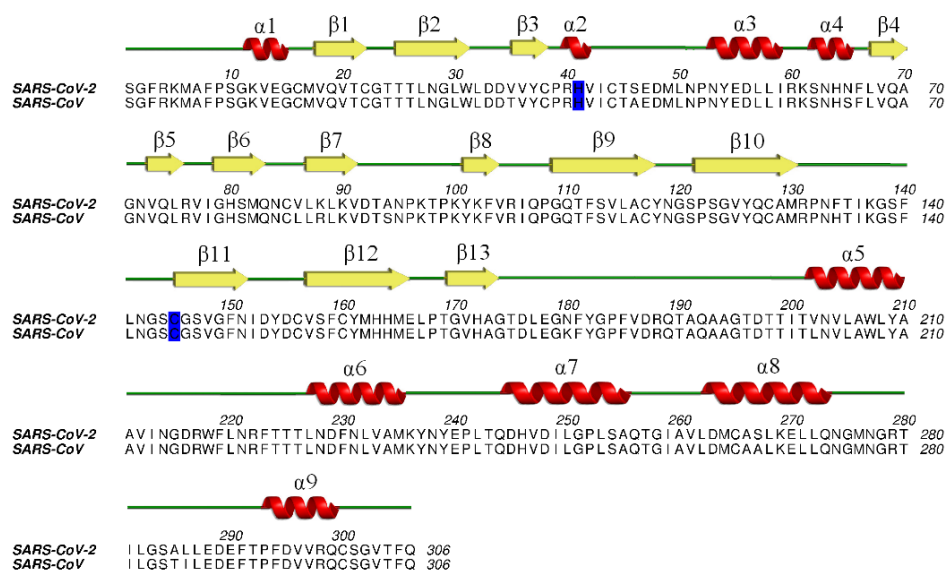 α1 β1 β2 β3 α2 α3 α4 β4
10 20 30 40 50 60 70
SARS-CoV-2 SGFRKMAFPSGKVEGCMVQVTCGTTTLNGLWLDDVVYCPRHVICTSEDMLNPNYEDLLIRKSNHNFLVQA 70
SARS-CoV SGFRKMAFPSGKVEGCMVQVTCGTTTLNGLWLDDTVYCPRHVICTAEDMLNPNYEDLLIRKSNHSFLVQA 70
β5 β6 β7 β8 β9 β10
80 90 100 110 120 130 140
SARS-CoV-2 GNVQLRVIGHSMQNCVLKLKVDTANPKTPKYKFVRIQPGQTFSVLACYNGSPSGVYQCAMRPNFTIKGSF 140
SARS-CoV GNVQLRVIGHSMQNCLLRLKVDTSNPKTPKYKFVRIQPGQTFSVLACYNGSPSGVYQCAMRPNFTIKGSF 140
β11 β12 β13 α5
150 160 170 180 190 200 210
SARS-CoV-2 LNGSCGSVGFNIDYDCVSFCYMHHMELPTGVHAGTDLEGNFYGPFVDRQTAQAAGTDTTITVNVLAWLYA 210
SARS-CoV LNGSCGSVGFNIDYDCVSFCYMHHMELPTGVHAGTDLEGKFYGPFVDRQTAQAAGTDTTITLNVLAWLYA 210
α6 α7 α8
220 230 240 250 260 270 280
SARS-CoV-2 AVINGDRWFLNRFTTTLNDFNLVAMKYNYEPLTQDHVDILGPLSAQTGIAVLDMCASLKELLQNGMNGRT 280
SARS-CoV AVINGDRWFLNRFTTTLNDFNLVAMKYNYEPLTQDHVDILGPLSAQTGIAVLDMCAALKELLQNGMNGRT 280
α9
290 300
SARS-CoV-2 ILGSALLEDEFTPFDVVRQCSGVTFQ 306
SARS-CoV ILGSTILEDEFTPFDVVRQCSGVTFQ 306